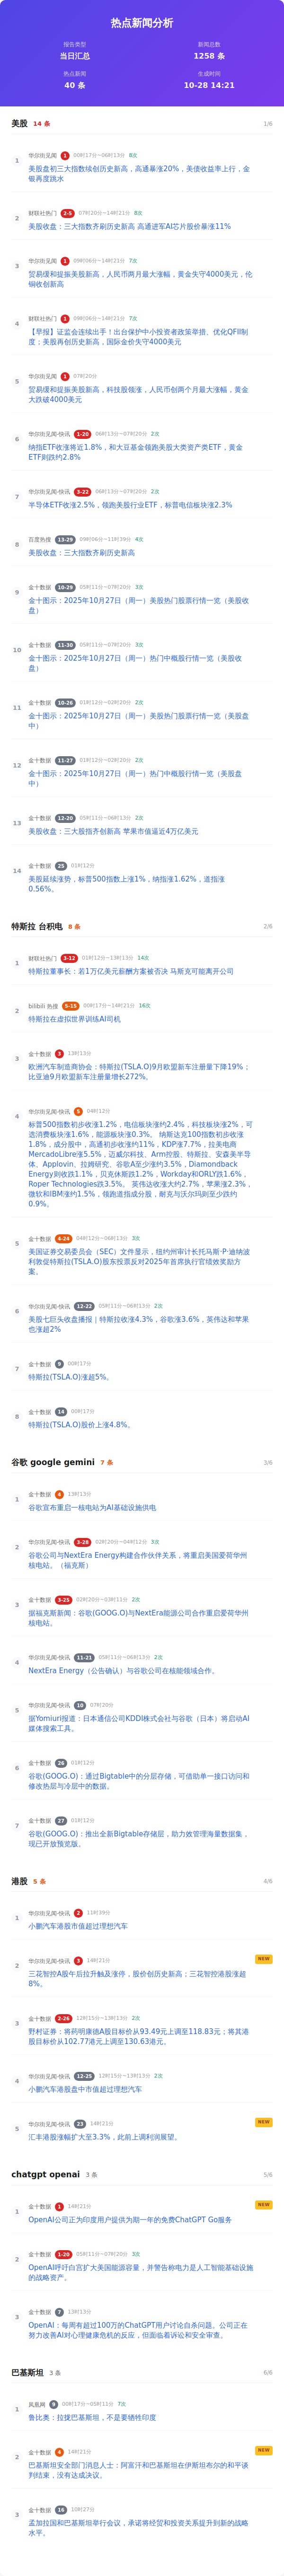 热点新闻分析
报告类型
当日汇总
新闻总数
1258 条
热点新闻
40 条
生成时间
10-28 14:21
美股 14 条 1/6
1
华尔街见闻 1 00时17分~06时13分 8次
美股盘初三大指数续创历史新高，高通暴涨20%，美债收益率上行，金
银再度跳水
2
财联社热门 2-5 07时20分~14时21分 8次
美股收盘：三大指数齐刷历史新高 高通进军AI芯片股价暴涨11%
3
华尔街见闻 1 09时06分~14时21分 7次
贸易缓和提振美股新高，人民币两月最大涨幅，黄金失守4000美元，伦
铜收创新高
4
财联社热门 1 09时06分~14时21分 7次
【早报】证监会连续出手！出台保护中小投资者政策举措、优化QFII制
度；美股再创历史新高，国际金价失守4000美元
5
华尔街见闻 1 07时20分
贸易缓和提振美股新高，科技股领涨，人民币创两个月最大涨幅，黄金
大跌破4000美元
6
华尔街见闻-快讯 1-20 06时13分~07时20分 2次
纳指ETF收涨将近1.8%，和大豆基金领跑美股大类资产类ETF，黄金
ETF则跌约2.8%
7
华尔街见闻-快讯 3-22 06时13分~07时20分 2次
半导体ETF收涨2.5%，领跑美股行业ETF，标普电信板块涨2.3%
8
百度热搜 13-29 09时06分~11时39分 4次
美股收盘：三大指数齐刷历史新高
9
金十数据 10-29 05时11分~07时20分 3次
金十图示：2025年10月27日（周一）美股热门股票行情一览（美股收
盘）
10
金十数据 11-30 05时11分~07时20分 3次
金十图示：2025年10月27日（周一）热门中概股行情一览（美股收
盘）
11
金十数据 10-26 01时12分~02时20分 2次
金十图示：2025年10月27日（周一）美股热门股票行情一览（美股盘
中）
12
金十数据 11-27 01时12分~02时20分 2次
金十图示：2025年10月27日（周一）热门中概股行情一览（美股盘
中）
13
金十数据 12-20 05时11分~06时13分 2次
美股收盘：三大股指齐创新高 苹果市值逼近4万亿美元
14
金十数据 25 01时12分
美股延续涨势，标普500指数上涨1%，纳指涨1.62%，道指涨
0.56%。
特斯拉 台积电 8 条 2/6
1
财联社热门 3-12 01时12分~13时13分 14次
特斯拉董事长：若1万亿美元薪酬方案被否决 马斯克可能离开公司
2
bilibili 热搜 5-15 00时17分~14时21分 16次
特斯拉在虚拟世界训练AI司机
3
金十数据 3 13时13分
欧洲汽车制造商协会：特斯拉(TSLA.O)9月欧盟新车注册量下降19%；
比亚迪9月欧盟新车注册量增长272%。
4
华尔街见闻-快讯 5 04时12分
标普500指数初步收涨1.2%，电信板块涨约2.4%，科技板块涨2%，可
选消费板块涨1.6%，能源板块涨0.3%。 纳斯达克100指数初步收涨
1.8%，成分股中，高通初步收涨约11%，KDP涨7.7%，拉美电商
MercadoLibre涨5.5%，迈威尔科技、Arm控股、特斯拉、安森美半导
体、Applovin、拉姆研究、谷歌A至少涨约3.5%，Diamondback
Energy则收跌1.1%，贝克休斯跌1.2%，Workday和ORLY跌1.6%，
Roper Technologies跌3.5%。 英伟达收涨大约2.7%，苹果涨2.3%，
微软和IBM涨约1.5%，领跑道指成分股，耐克与沃尔玛则至少跌约
0.9%。
5
金十数据 4-24 04时12分~06时13分 3次
美国证券交易委员会（SEC）文件显示，纽约州审计长托马斯·P·迪纳波
利敦促特斯拉(TSLA.O)股东投票反对2025年首席执行官绩效奖励方
案。
6
华尔街见闻-快讯 12-22 05时11分~06时13分 2次
美股七巨头收盘播报｜特斯拉收涨4.3%，谷歌涨3.6%，英伟达和苹果
也涨超2%
7
金十数据 9 00时17分
特斯拉(TSLA.O)涨超5%。
8
金十数据 14 00时17分
特斯拉(TSLA.O)股价上涨4.8%。
谷歌 google gemini 7 条 3/6
1
金十数据 4 13时13分
谷歌宣布重启一核电站为AI基础设施供电
2
华尔街见闻-快讯 3-28 02时20分~04时12分 3次
谷歌公司与NextEra Energy构建合作伙伴关系，将重启美国爱荷华州
核电站。（福克斯）
3
金十数据 3-25 02时20分~03时11分 2次
据福克斯新闻：谷歌(GOOG.O)与NextEra能源公司合作重启爱荷华州
核电站。
4
华尔街见闻-快讯 11-21 05时11分~06时13分 2次
NextEra Energy（公告确认）与谷歌公司在核能领域合作。
5
华尔街见闻-快讯 10 07时20分
据Yomiuri报道：日本通信公司KDDI株式会社与谷歌（日本）将启动AI
媒体搜索工具。
6
金十数据 26 01时12分
谷歌(GOOG.O)：通过Bigtable中的分层存储，可借助单一接口访问和
修改热层与冷层中的数据。
7
金十数据 27 01时12分
谷歌(GOOG.O)：推出全新Bigtable存储层，助力效管理海量数据集，
现已开放预览版。
港股 5 条 4/6
1
华尔街见闻-快讯 2 11时39分
小鹏汽车港股市值超过理想汽车
2
华尔街见闻-快讯 3 14时21分 NEW
三花智控A股午后拉升触及涨停，股价创历史新高；三花智控港股涨超
8%。
3
金十数据 2-26 12时15分~13时13分 2次
野村证券：将药明康德A股目标价从93.49元上调至118.83元；将其港
股目标价从102.77港元上调至130.63港元。
4
华尔街见闻-快讯 12-25 12时15分~13时13分 2次
小鹏汽车港股盘中市值超过理想汽车
5
华尔街见闻-快讯 23 14时21分 NEW
汇丰港股涨幅扩大至3.3%，此前上调利润展望。
chatgpt openai 3 条 5/6
1
金十数据 1 14时21分 NEW
OpenAI公司正为印度用户提供为期一年的免费ChatGPT Go服务
2
金十数据 1-20 05时11分~07时20分 3次
OpenAI呼吁白宫扩大美国能源容量，并警告称电力是人工智能基础设施
的战略资产。
3
金十数据 7 13时13分
OpenAI：每周有超过100万的ChatGPT用户讨论自杀问题。公司正在
努力改善AI对心理健康危机的反应，但面临着诉讼和安全审查。
巴基斯坦 3 条 6/6
1
凤凰网 9 00时17分~05时11分 7次
鲁比奥：拉拢巴基斯坦，不是要牺牲印度
2
金十数据 4 14时21分 NEW
巴基斯坦安全部门消息人士：阿富汗和巴基斯坦在伊斯坦布尔的和平谈
判结束，没有达成决议。
3
金十数据 16 10时27分
孟加拉国和巴基斯坦举行会议，承诺将经贸和投资关系提升到新的战略
水平。